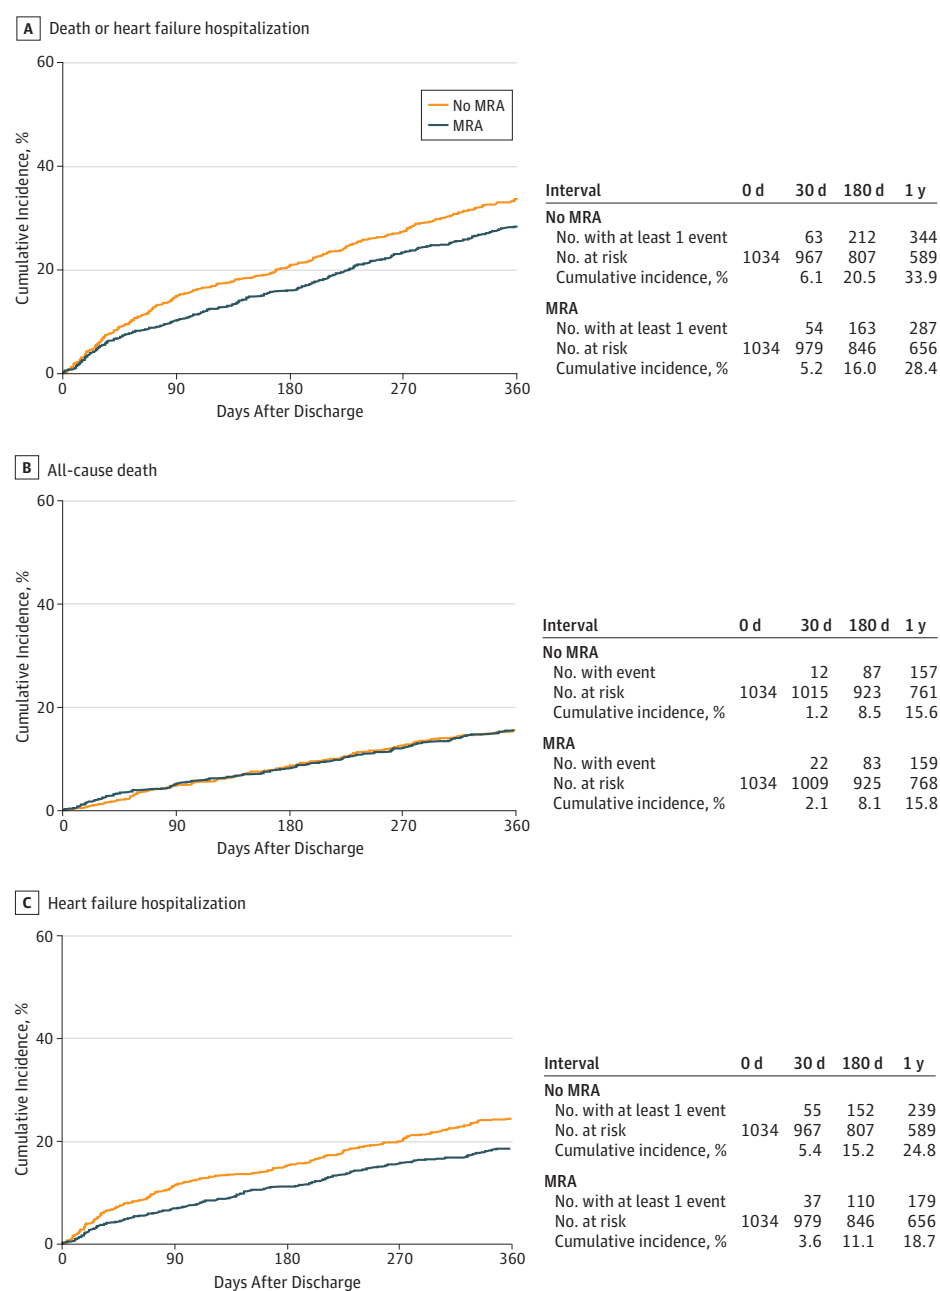 A Death or heart failure hospitalization
60
40
20
0
Cumulative Incidence, %
No MRA
MRA
0 90 180 270 360
Days After Discharge
Interval 0 d 30 d 180 d 1 y
No MRA
No. with at least 1 event 63 212 344
No. at risk 1034 967 807 589
Cumulative incidence, % 6.1 20.5 33.9
MRA
No. with at least 1 event 54 163 287
No. at risk 1034 979 846 656
Cumulative incidence, % 5.2 16.0 28.4
B All-cause death
60
40
20
0
Cumulative Incidence, %
0 90 180 270 360
Days After Discharge
Interval 0 d 30 d 180 d 1 y
No MRA
No. with event 12 87 157
No. at risk 1034 1015 923 761
Cumulative incidence, % 1.2 8.5 15.6
MRA
No. with event 22 83 159
No. at risk 1034 1009 925 768
Cumulative incidence, % 2.1 8.1 15.8
C Heart failure hospitalization
60
40
20
0
Cumulative Incidence, %
0 90 180 270 360
Days After Discharge
Interval 0 d 30 d 180 d 1 y
No MRA
No. with at least 1 event 55 152 239
No. at risk 1034 967 807 589
Cumulative incidence, % 5.4 15.2 24.8
MRA
No. with at least 1 event 37 110 179
No. at risk 1034 979 846 656
Cumulative incidence, % 3.6 11.1 18.7